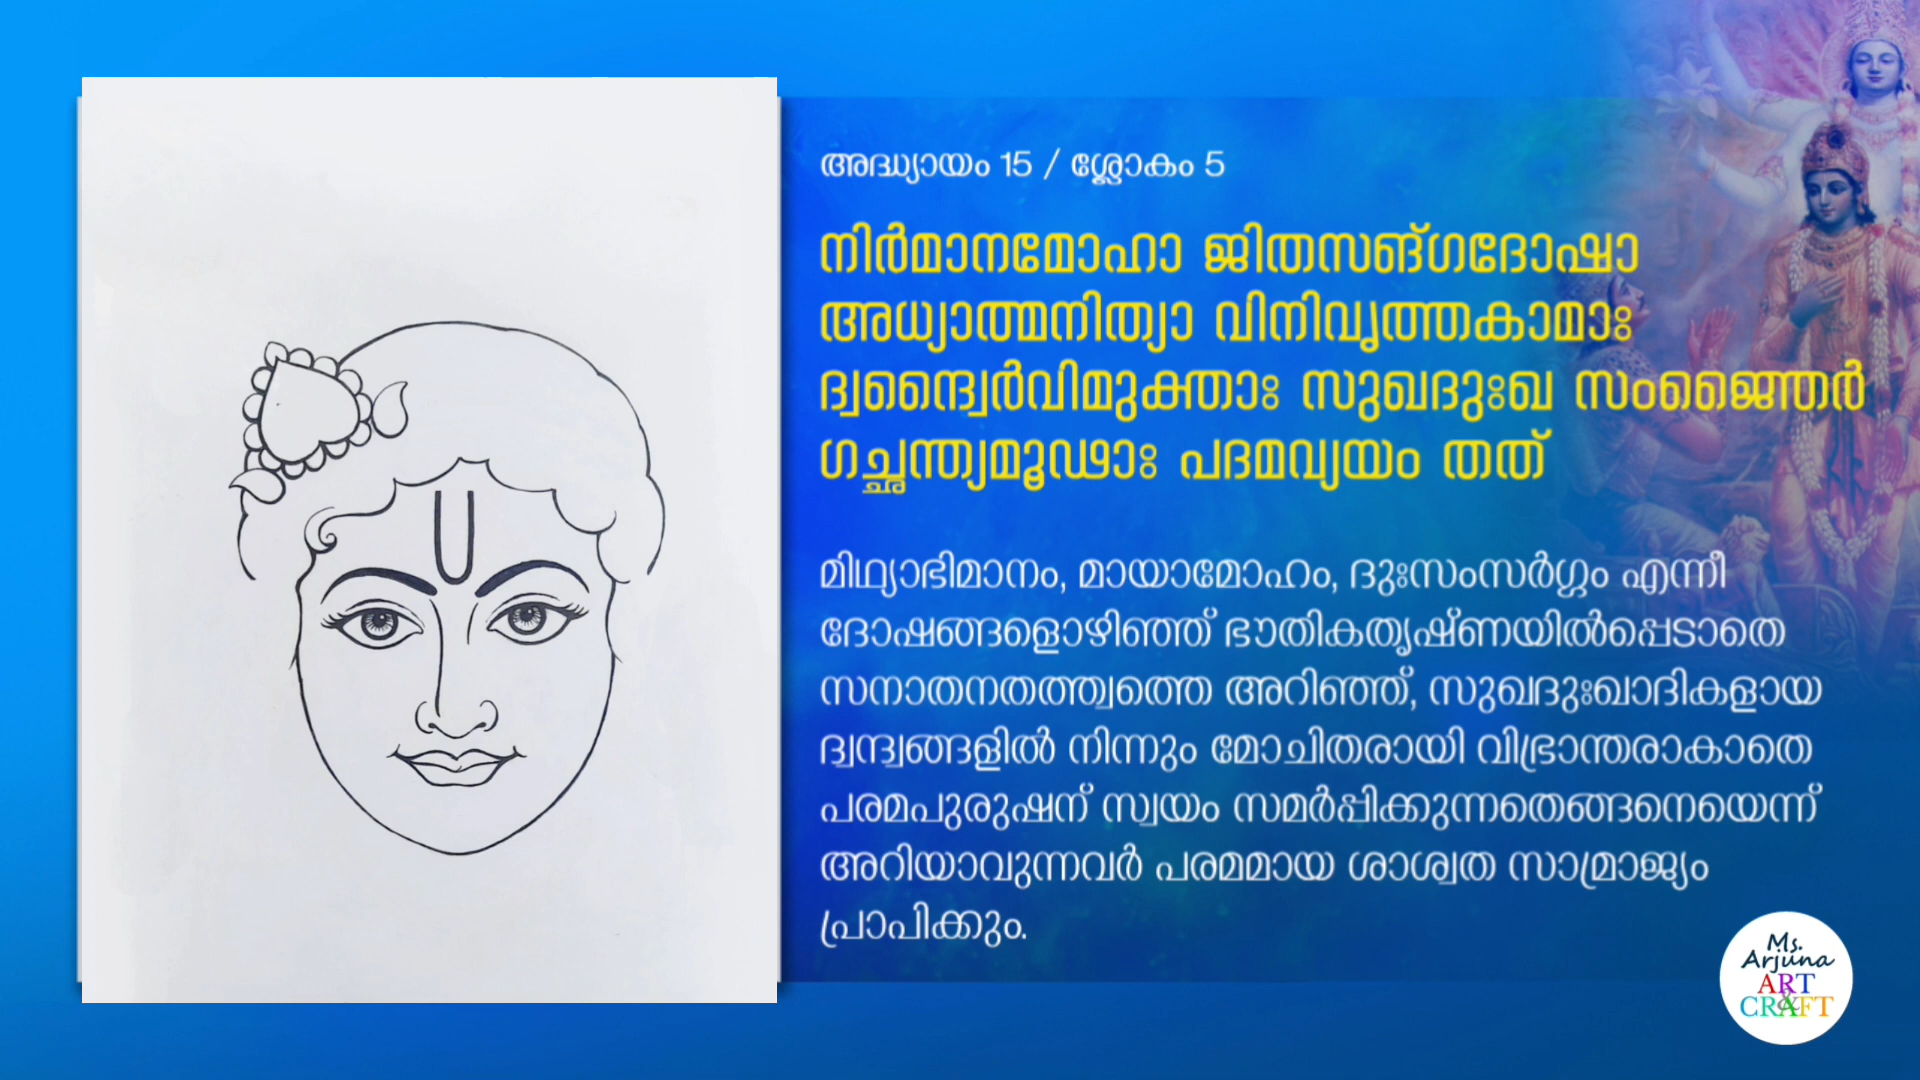 അദ്ധ്യായം 15 / ശ്ലോകം 5
നിർമാനമോഹാ ജിതസങ്ഗദോഷാ
അധ്യാത്മനിത്യാ വിനിവൃത്തകാമാഃ
ദ്വന്ദ്വൈർവിമുക്താഃ സുഖദുഃഖ സംജ്ഞൈർ
ഗച്ഛന്ത്യമൂഢാഃ പദമവ്യയം തത്
മിഥ്യാഭിമാനം, മായാമോഹം, ദുഃസംസർഗ്ഗം എന്നീ
ദോഷങ്ങളൊഴിഞ്ഞ് ഭൗതികതൃഷ്ണയിൽപ്പെടാതെ
സനാതനതത്ത്വത്തെ അറിഞ്ഞ്, സുഖദുഃഖാദികളായ
ദ്വന്ദ്വങ്ങളിൽ നിന്നും മോചിതരായി വിഭ്രാന്തരാകാതെ
പരമപുരുഷന് സ്വയം സമർപ്പിക്കുന്നതെങ്ങനെയെന്ന്
അറിയാവുന്നവർ പരമമായ ശാശ്വത സാമ്രാജ്യം
പ്രാപിക്കും.
Ms.
Arjuna
ART
&
CRAFT